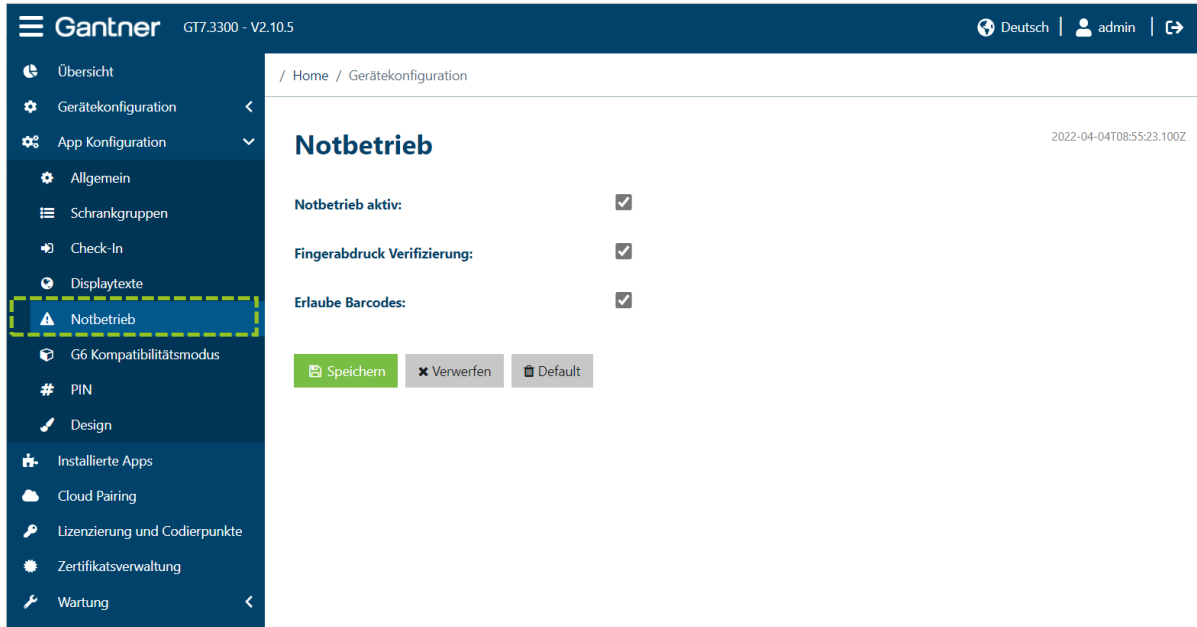 Gantner GT7.3300 - V2.10.5 Deutsch admin
Übersicht
Gerätekonfiguration
App Konfiguration
Allgemein
Schrankgruppen
Check-In
Displaytexte
Notbetrieb
G6 Kompatibilitätsmodus
PIN
Design
Installierte Apps
Cloud Pairing
Lizenzierung und Codierpunkte
Zertifikatsverwaltung
Wartung
/ Home / Gerätekonfiguration
Notbetrieb
2022-04-04T08:55:23.100Z
Notbetrieb aktiv:
Fingerabdruck Verifizierung:
Erlaube Barcodes:
Speichern Verwerfen Default